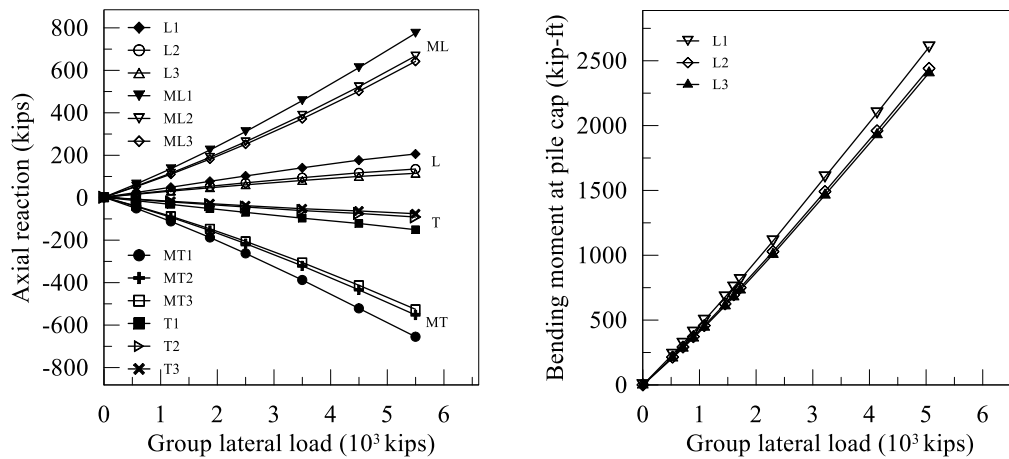 800
600
400
200
0
-200
-400
-600
-800
Axial reaction (kips)
L1
L2
L3
ML1
ML2
ML3
MT1
MT2
MT3
T1
T2
T3
ML
L
T
MT
0 1 2 3 4 5 6
Group lateral load (10³ kips)
2500
2000
1500
1000
500
0
Bending moment at pile cap (kip-ft)
L1
L2
L3
0 1 2 3 4 5 6
Group lateral load (10³ kips)